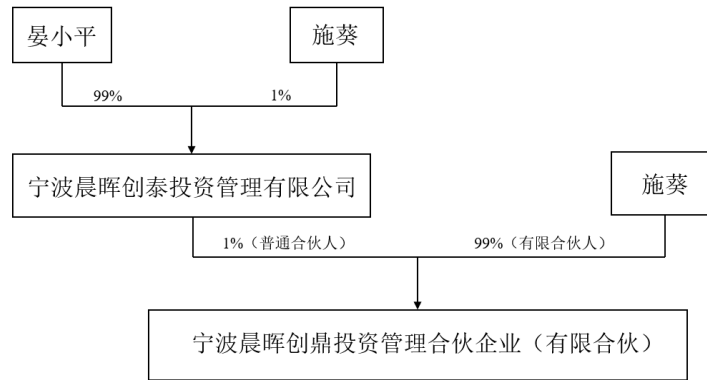 晏小平
施葵
99%
1%
宁波晨晖创泰投资管理有限公司
施葵
1%（普通合伙人）
99%（有限合伙人）
宁波晨晖创鼎投资管理合伙企业（有限合伙）